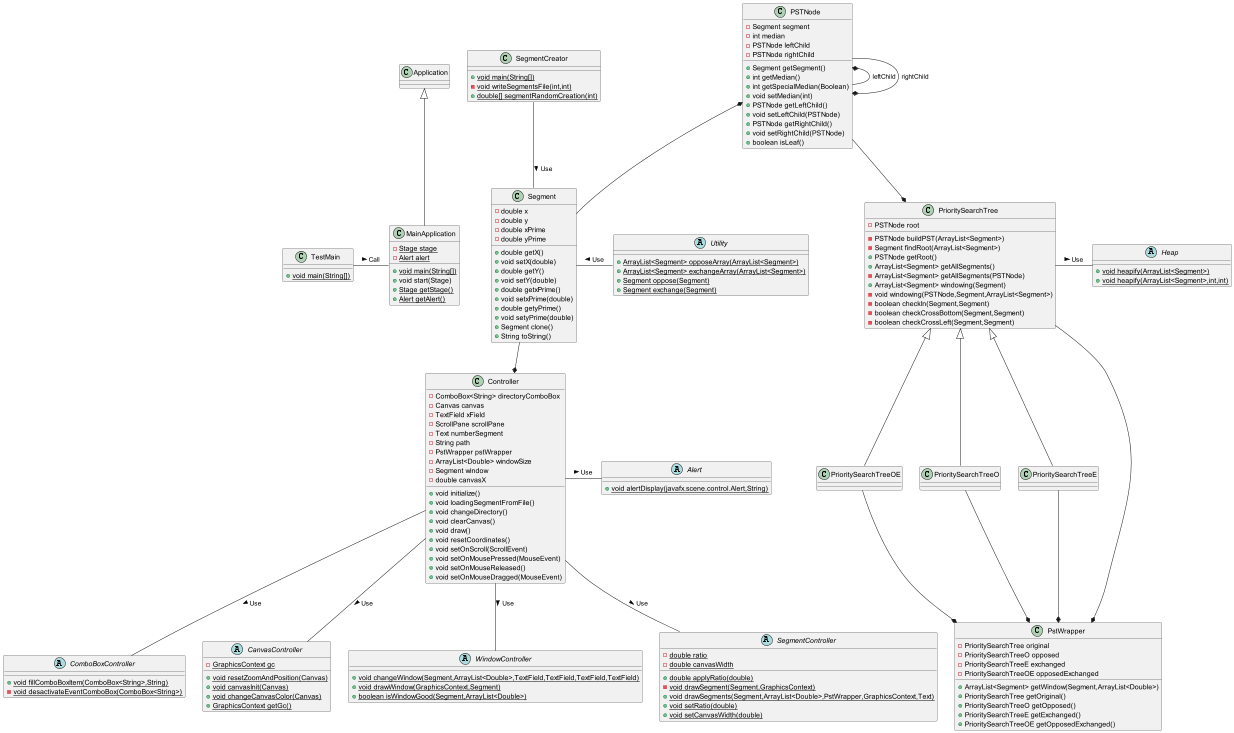 C PSTNode
Segment segment
int median
PSTNode leftChild
PSTNode rightChild
Segment getSegment()
int getMedian()
int getSpecialMedian(Boolean)
void setMedian(int)
PSTNode getLeftChild()
void setLeftChild(PSTNode)
PSTNode getRightChild()
void setRightChild(PSTNode)
boolean isLeaf()
leftChild
rightChild
C SegmentCreator
void main(String[])
void writeSegmentsFile(int,int)
double[] segmentRandomCreation(int)
C Application
Use
C Segment
double x
double y
double xPrime
double yPrime
double getX()
void setX(double)
double getY()
void setY(double)
double getxPrime()
void setxPrime(double)
double getyPrime()
void setyPrime(double)
Segment clone()
String toString()
C TestMain
void main(String[])
Call
C MainApplication
Stage stage
Alert alert
void main(String[])
void start(Stage)
Stage getStage()
Alert getAlert()
Use
A Utility
ArrayList<Segment> opposeArray(ArrayList<Segment>)
ArrayList<Segment> exchangeArray(ArrayList<Segment>)
Segment oppose(Segment)
Segment exchange(Segment)
C PrioritySearchTree
PSTNode root
PSTNode buildPST(ArrayList<Segment>)
Segment findRoot(ArrayList<Segment>)
PSTNode getRoot()
ArrayList<Segment> getAllSegments()
ArrayList<Segment> getAllSegments(PSTNode)
ArrayList<Segment> windowing(Segment)
void windowing(PSTNode,Segment,ArrayList<Segment>)
boolean checkIn(Segment,Segment)
boolean checkCrossBottom(Segment,Segment)
boolean checkCrossLeft(Segment,Segment)
Use
A Heap
void heapify(ArrayList<Segment>)
void heapify(ArrayList<Segment>,int,int)
C Controller
ComboBox<String> directoryComboBox
Canvas canvas
TextField xField
ScrollPane scrollPane
Text numberSegment
String path
PstWrapper pstWrapper
ArrayList<Double> windowSize
Segment window
double canvasX
void initialize()
void loadingSegmentFromFile()
void changeDirectory()
void clearCanvas()
void draw()
void resetCoordinates()
void setOnScroll(ScrollEvent)
void setOnMousePressed(MouseEvent)
void setOnMouseReleased()
void setOnMouseDragged(MouseEvent)
Use
A Alert
void alertDisplay(javafx.scene.control.Alert,String)
C PrioritySearchTreeOE
C PrioritySearchTreeO
C PrioritySearchTreeE
Use
Use
Use
Use
A ComboBoxController
void fillComboBoxItem(ComboBox<String>,String)
void desactivateEventComboBox(ComboBox<String>)
A CanvasController
GraphicsContext gc
void resetZoomAndPosition(Canvas)
void canvasInit(Canvas)
void changeCanvasColor(Canvas)
GraphicsContext getGc()
A WindowController
void changeWindow(Segment,ArrayList<Double>,TextField,TextField,TextField,TextField)
void drawWindow(GraphicsContext,Segment)
boolean isWindowGood(Segment,ArrayList<Double>)
A SegmentController
double ratio
double canvasWidth
double applyRatio(double)
void drawSegment(Segment,GraphicsContext)
void drawSegments(Segment,ArrayList<Double>,PstWrapper,GraphicsContext,Text)
void setRatio(double)
void setCanvasWidth(double)
C PstWrapper
PrioritySearchTree original
PrioritySearchTreeO opposed
PrioritySearchTreeE exchanged
PrioritySearchTreeOE opposedExchanged
ArrayList<Segment> getWindow(Segment,ArrayList<Double>)
PrioritySearchTree getOriginal()
PrioritySearchTreeO getOpposed()
PrioritySearchTreeE getExchanged()
PrioritySearchTreeOE getOpposedExchanged()